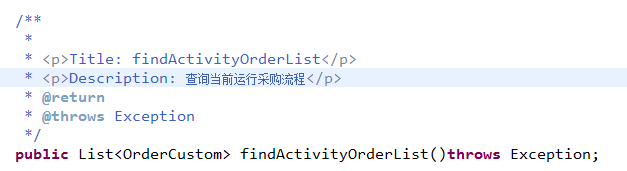 /**
 *
 * <p>Title: findActivityOrderList</p>
 * <p>Description: 查询当前运行采购流程</p>
 * @return
 * @throws Exception
 */
public List<OrderCustom> findActivityOrderList()throws Exception;